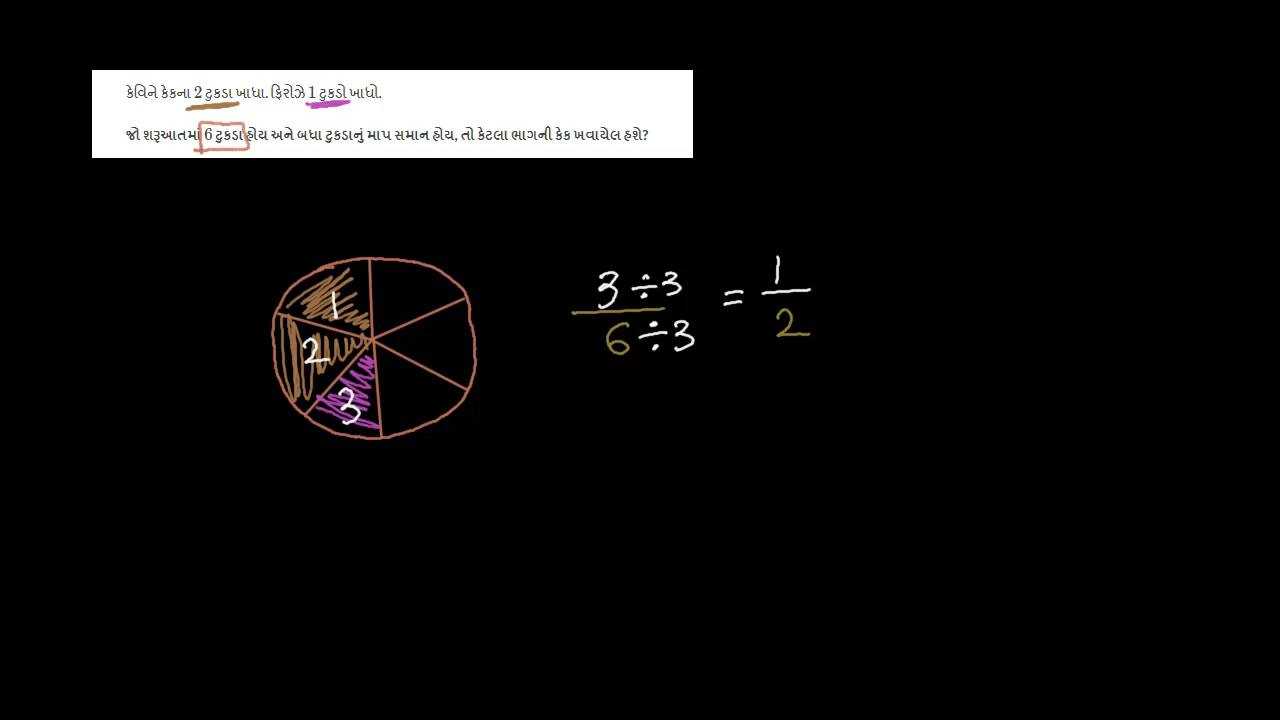 કેવિને કેકના 2 ટુકડા ખાધા. ફિરોઝે 1 ટુકડો ખાધો.
જો શરૂઆતમાં 6 ટુકડા હોય અને બધા ટુકડાનું માપ સમાન હોય, તો કેટલા ભાગની કેક ખવાયેલ હશે?
1
2
3
3 ÷ 3
6 ÷ 3
=
1
2